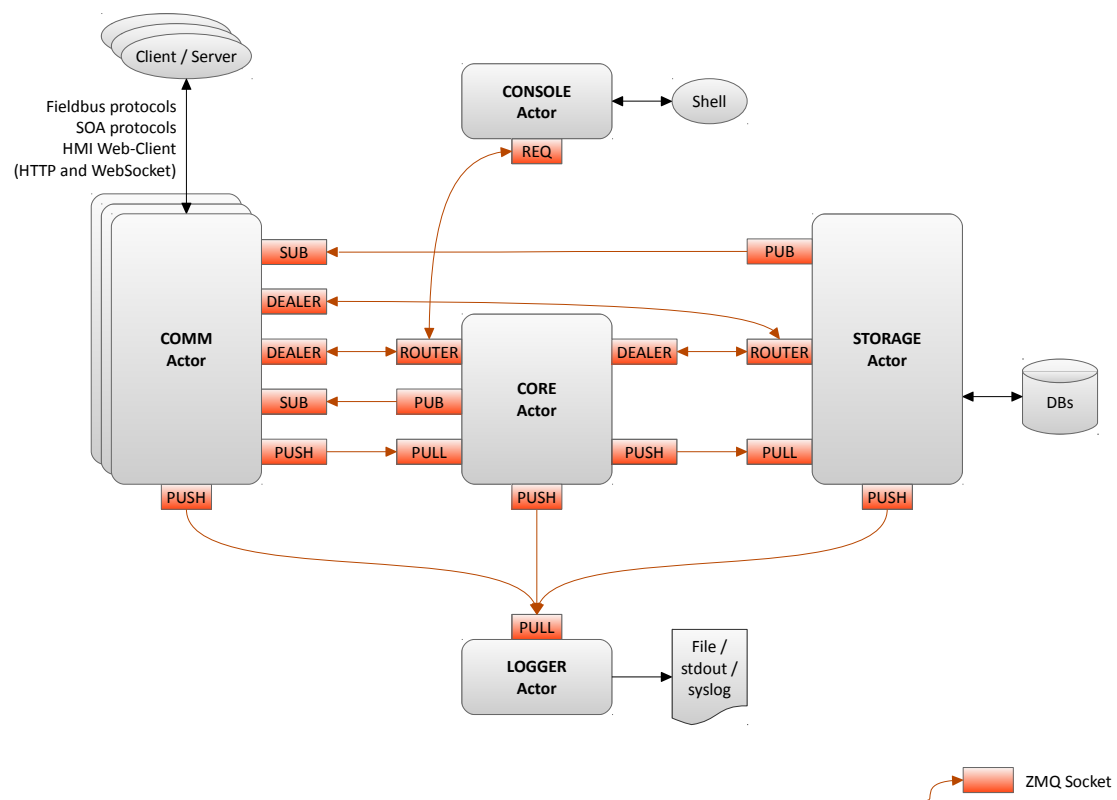 Client / Server
Fieldbus protocols
SOA protocols
HMI Web-Client
(HTTP and WebSocket)
CONSOLE
Actor
Shell
REQ
SUB
PUB
DEALER
COMM
Actor
DEALER
ROUTER
DEALER
ROUTER
STORAGE
Actor
CORE
Actor
SUB
PUB
DBs
PUSH
PULL
PUSH
PULL
PUSH
PUSH
PUSH
PULL
LOGGER
Actor
File /
stdout /
syslog
ZMQ Socket